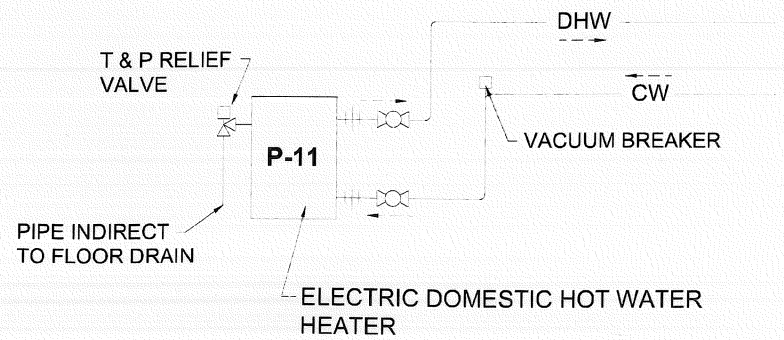 DHW
T & P RELIEF
VALVE
CW
VACUUM BREAKER
P-11
PIPE INDIRECT
TO FLOOR DRAIN
ELECTRIC DOMESTIC HOT WATER
HEATER